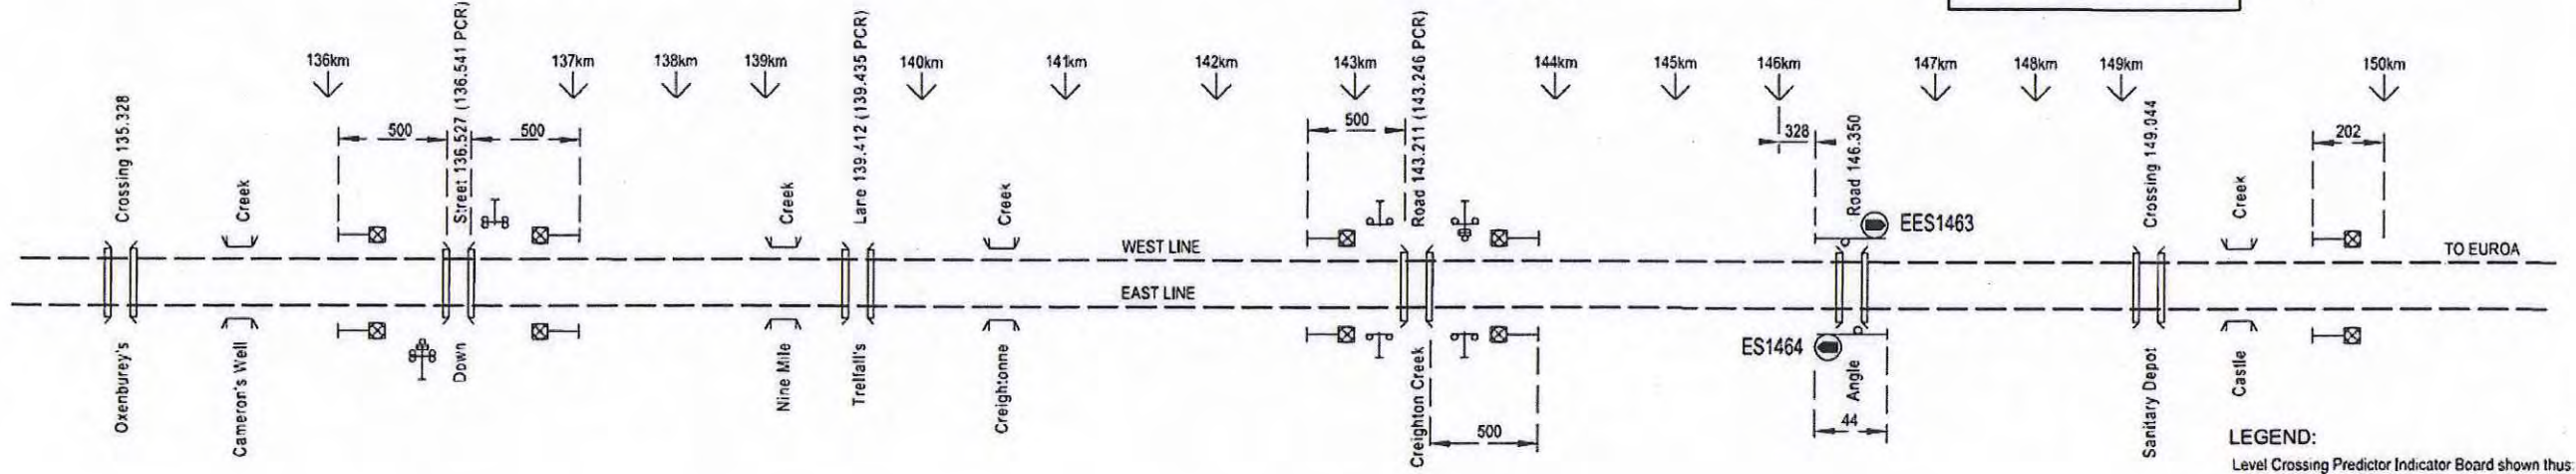 136km
137km
138km
139km
140km
141km
142km
143km
144km
145km
146km
147km
148km
149km
150km
Crossing 135.328
Creek
500
Street 136.527 (136.541 PCR)
500
Creek
Lane 139.412 (139.435 PCR)
Creek
500
Road 143.211 (143.246 PCR)
328
Road 146.350
EES1463
Crossing 149.044
Creek
202
WEST LINE
TO EUROA
EAST LINE
Oxenburey's
Cameron's Well
Down
Nine Mile
Trelfall's
Creightone
Creighton Creek
500
ES1464
Angle
44
Sanitary Depot
Castle
LEGEND:
Level Crossing Predictor Indicator Board shown thus